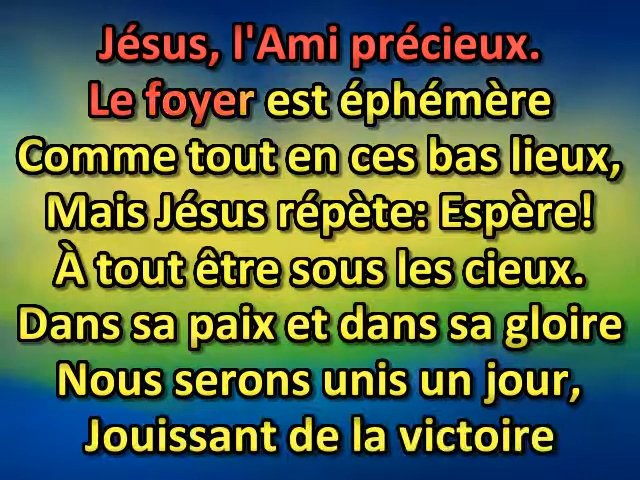 Jésus, l'Ami précieux.
Le foyer est éphémère
Comme tout en ces bas lieux,
Mais Jésus répète: Espère!
À tout être sous les cieux.
Dans sa paix et dans sa gloire
Nous serons unis un jour,
Jouissant de la victoire